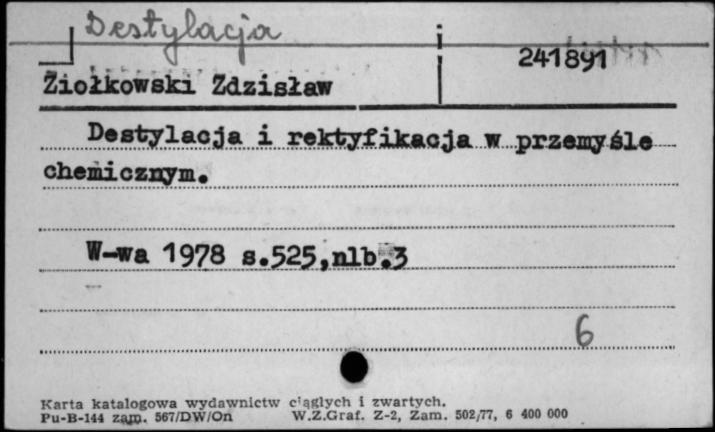 Destylacja
241891
Ziołkowski Zdzisław
Destylacja i rektyfikacja w przemyśle
chemicznym.
W-wa 1978 s.525,nlb.3
6
Karta katalogowa wydawnictw ciągłych i zwartych.
Pu-B-144 zam. 567/DW/On W.Z.Graf. Z-2, Zam. 502/77, 6 400 000